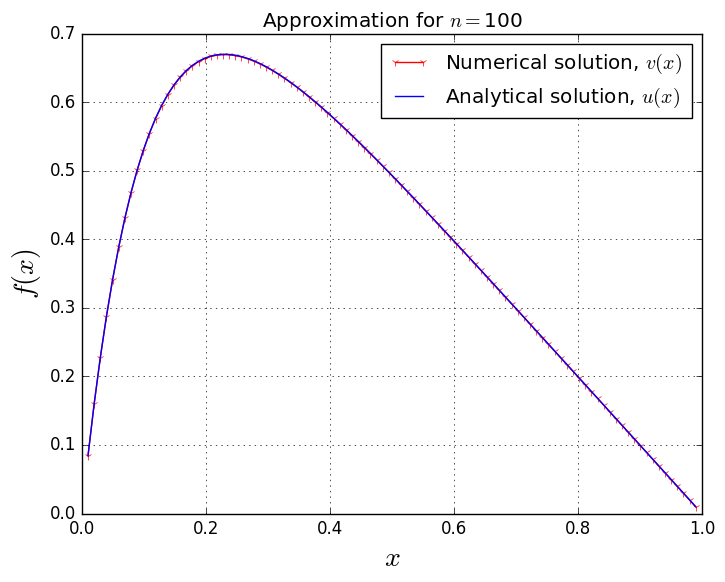 Approximation for n = 100
Numerical solution, v(x)
Analytical solution, u(x)
f(x)
0.7
0.6
0.5
0.4
0.3
0.2
0.1
0.0
0.0 0.2 0.4 0.6 0.8 1.0
x